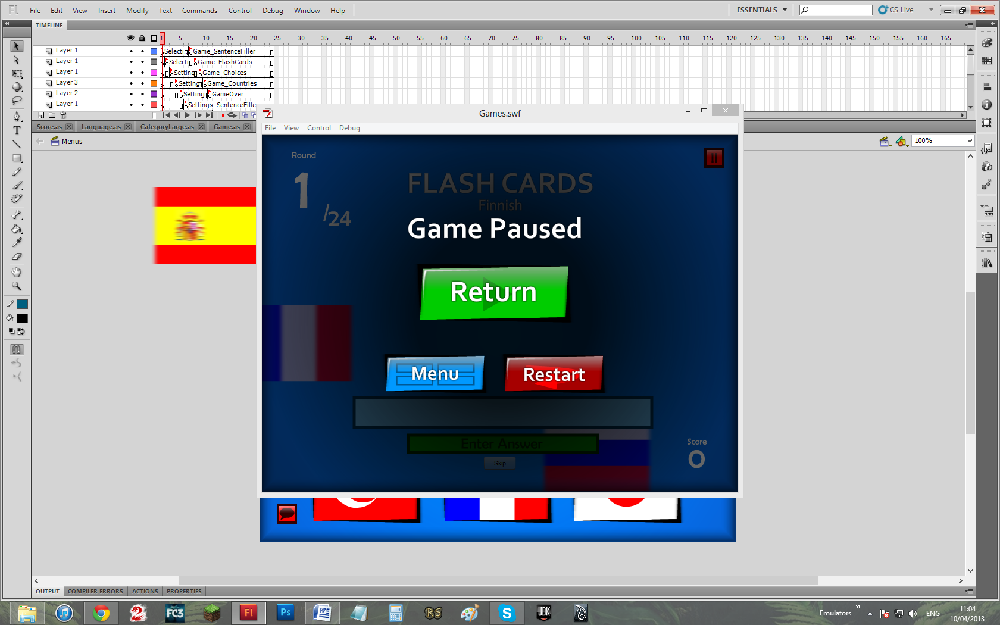 Fl File Edit View Insert Modify Text Commands Control Debug Window Help ESSENTIALS CS Live
TIMELINE
1 5 10 15 20 25 30 35 40 45 50 55 60 65 70 75 80 85 90 95 100 105 110 115 120 125 130 135 140 145 150 155 160 165
Layer 1 Selecti Game_SentenceFiller
Layer 1 Selectio Game_FlashCards
Layer 1 Setting Game_Choices
Layer 3 Setting Game_Countries
Layer 2 Setting GameOver
Layer 1 Settings_SentenceFille
Games.swf
Score.as Language.as CategoryLarge.as Game.as
File View Control Debug
Menus
100%
T
Round
1
/24
FLASH CARDS
Finnish
Game Paused
Return
Menu
Restart
Enter Answer
Skip
Score
0
OUTPUT COMPILER ERRORS ACTIONS PROPERTIES
2 FC3 Fl Ps W RS S UDK
Emulators
ENG
11:04
10/04/2013